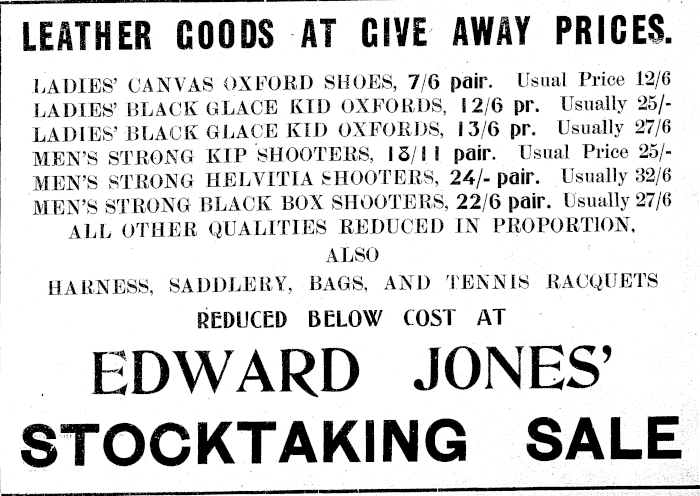 LEATHER GOODS AT GIVE AWAY PRICES.
LADIES' CANVAS OXFORD SHOES, 7/6 pair. Usual Price 12/6
LADIES' BLACK GLACE KID OXFORDS, 12/6 pr. Usually 25/-
LADIES' BLACK GLACE KID OXFORDS, 13/6 pr. Usually 27/6
MEN'S STRONG KIP SHOOTERS, 18/11 pair. Usual Price 25/-
MEN'S STRONG HELVITIA SHOOTERS, 24/- pair. Usually 32/6
MEN'S STRONG BLACK BOX SHOOTERS, 22/6 pair. Usually 27/6
ALL OTHER QUALITIES REDUCED IN PROPORTION,
ALSO
HARNESS, SADDLERY, BAGS, AND TENNIS RACQUETS
REDUCED BELOW COST AT
EDWARD JONES'
STOCKTAKING SALE